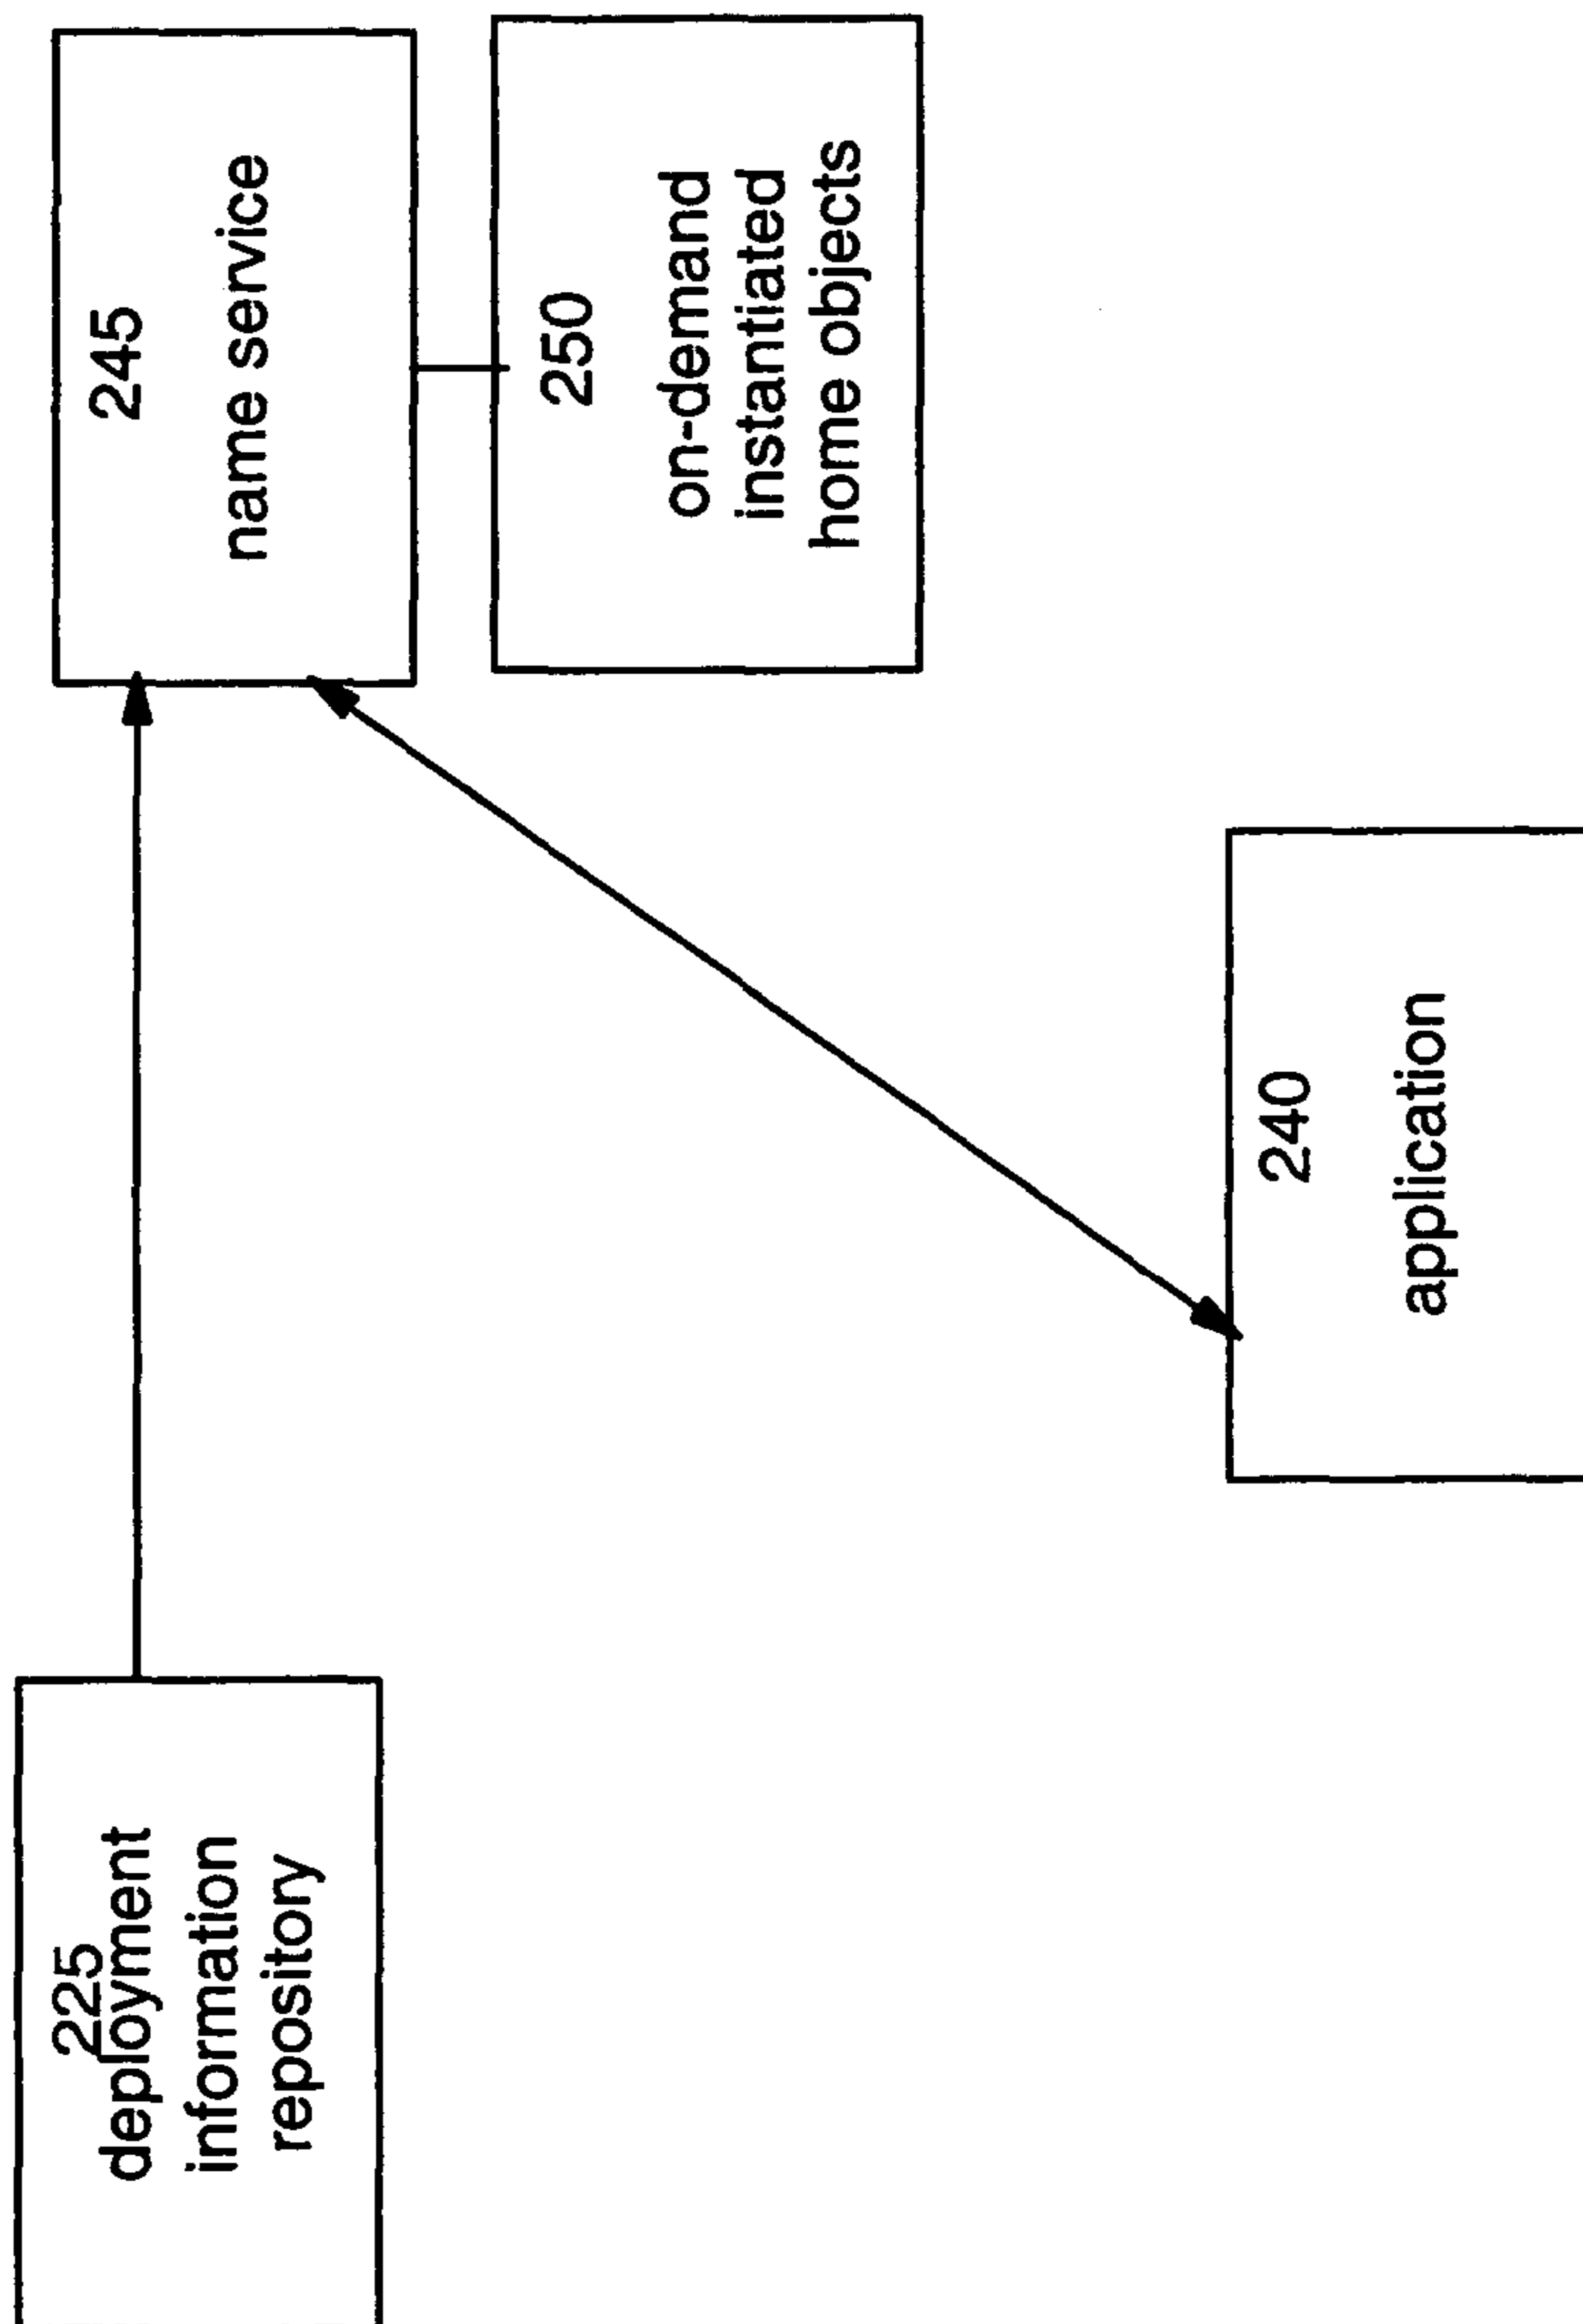 225
deployment
information
repository
245
name service
250
on-demand
instantiated
home objects
240
application